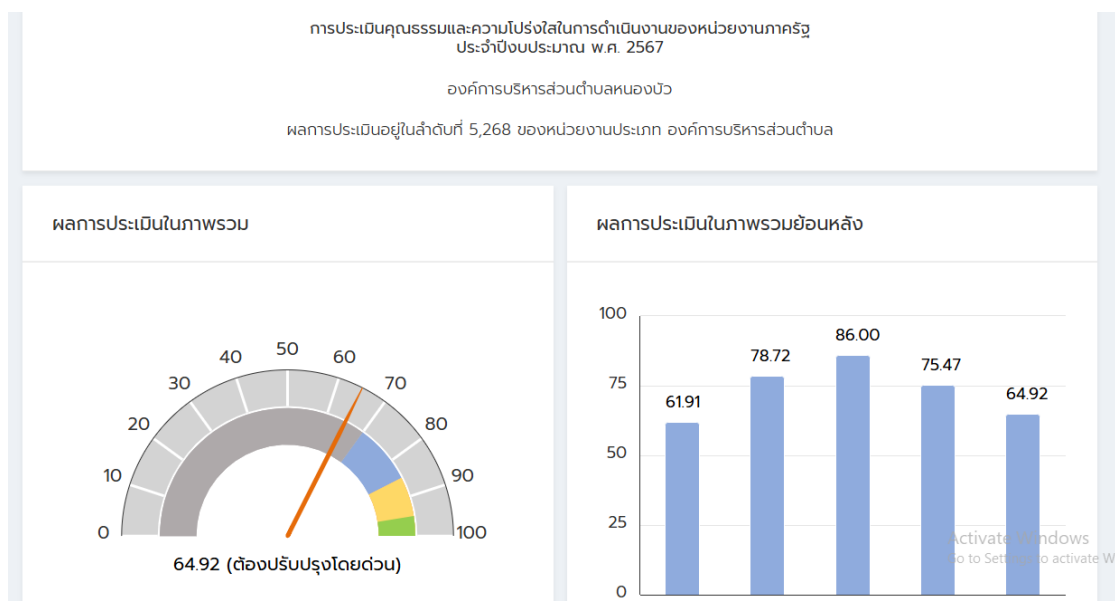 การประเมินคุณธรรมและความโปร่งใสในการดำเนินงานของหน่วยงานภาครัฐ
ประจำปีงบประมาณ พ.ศ. 2567
องค์การบริหารส่วนตำบลหนองบัว
ผลการประเมินอยู่ในลำดับที่ 5,268 ของหน่วยงานประเภท องค์การบริหารส่วนตำบล
ผลการประเมินในภาพรวม
0
10
20
30
40
50
60
70
80
90
100
64.92 (ต้องปรับปรุงโดยด่วน)
ผลการประเมินในภาพรวมย้อนหลัง
100
75
50
25
0
61.91
78.72
86.00
75.47
64.92
Activate Windows
Go to Settings to activate W